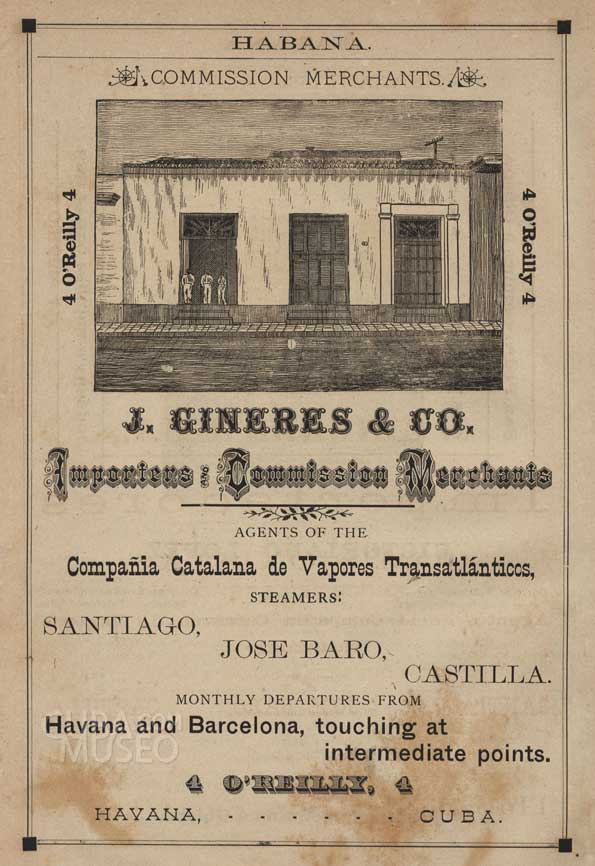 HABANA.
COMMISSION MERCHANTS.
4 O'Reilly 4
4 O'Reilly 4
J. GINERES & CO.
Importers and Commission Merchants
AGENTS OF THE
Compañia Catalana de Vapores Transatlánticos,
STEAMERS:
SANTIAGO,
JOSE BARO,
CASTILLA.
MONTHLY DEPARTURES FROM
Havana and Barcelona, touching at
intermediate points.
4 O'REILLY, 4
HAVANA, - - - - - - CUBA.
CUBA
MUSEO